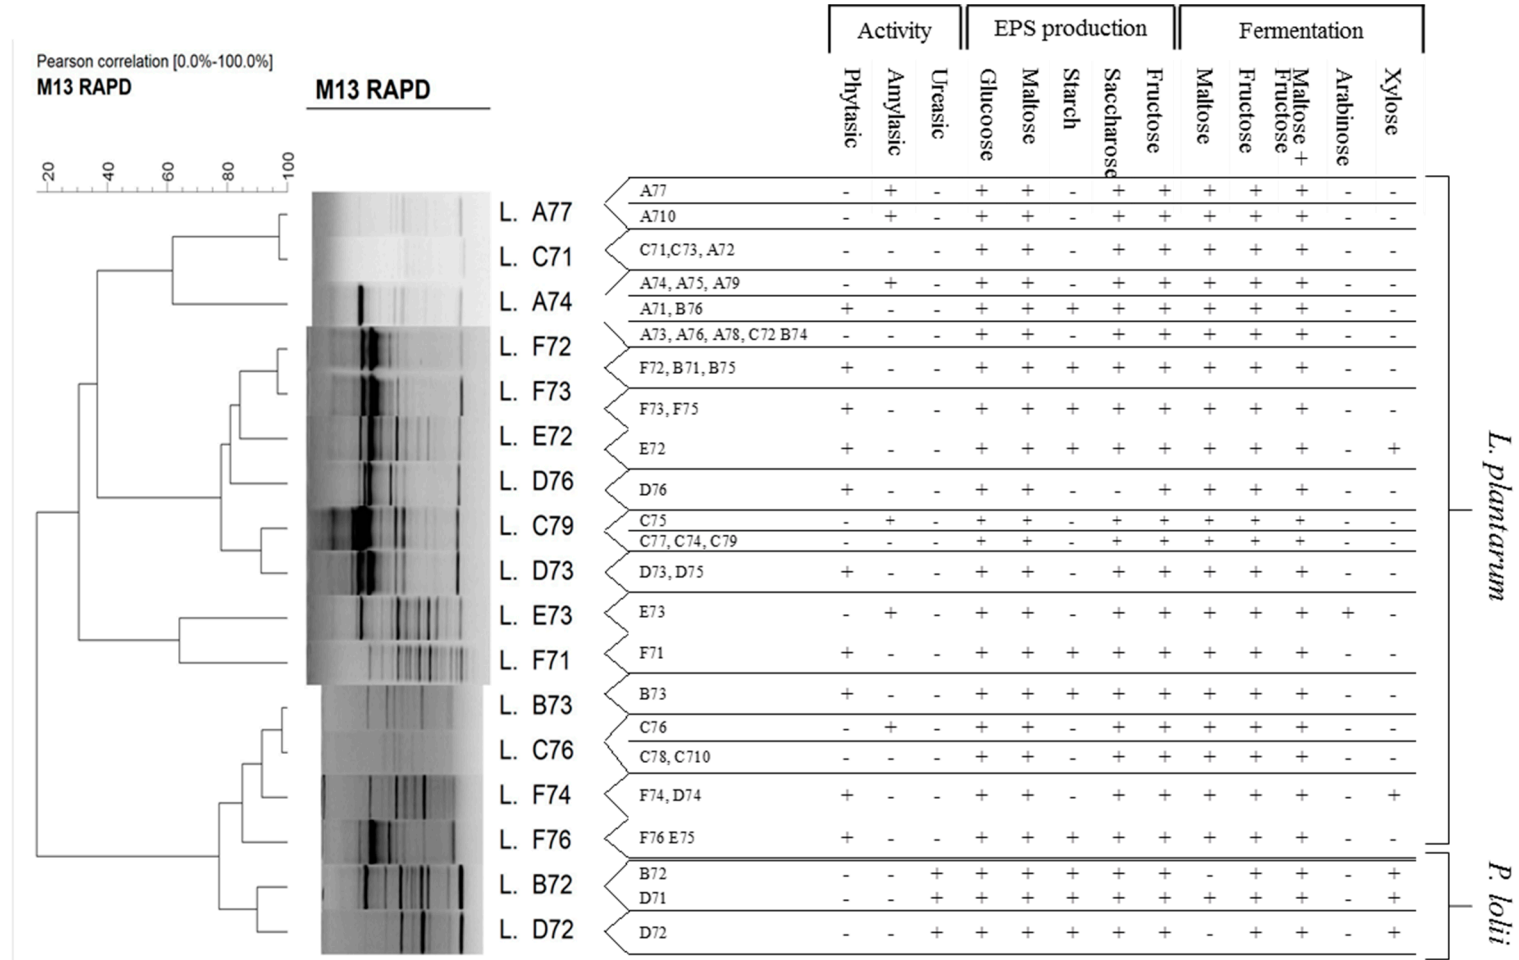 Activity EPS production Fermentation
Pearson correlation [0.0%-100.0%]
M13 RAPD
M13 RAPD
Phytasic Amylasic Ureasic Glucoose Maltose Starch Saccharose Fructose Maltose Fructose Maltose + Fructose Arabinose Xylose
20 40 60 80 100
L. A77
L. C71
L. A74
L. F72
L. F73
L. E72
L. D76
L. C79
L. D73
L. E73
L. F71
L. B73
L. C76
L. F74
L. F76
L. B72
L. D72
A77 - + - + + - + + + + + - -
A710 - + - + + - + + + + + - -
C71,C73, A72 - - - + + - + + + + + - -
A74, A75, A79 - + - + + - + + + + + - -
A71, B76 + - - + + + + + + + + - -
A73, A76, A78, C72 B74 - - - + + - + + + + + - -
F72, B71, B75 + - - + + + + + + + + - -
F73, F75 + - - + + + + + + + + - -
E72 + - - + + + + + + + + - +
D76 + - - + + - - + + + + - -
C75 - + - + + - + + + + + - -
C77, C74, C79 - - - + + - + + + + + - -
D73, D75 + - - + + - + + + + + - -
E73 - + - + + - + + + + + + -
F71 + - - + + + + + + + + - -
B73 + - - + + + + + + + + - -
C76 - + - + + - + + + + + - -
C78, C710 - - - + + - + + + + + - -
F74, D74 + - - + + - + + + + + - +
F76 E75 + - - + + + + + + + + - -
B72 - - + + + + + + - + + - +
D71 - - + + + + + + + + + - +
D72 - - + + + + + + - + + - +
L. plantarum
P. lolii